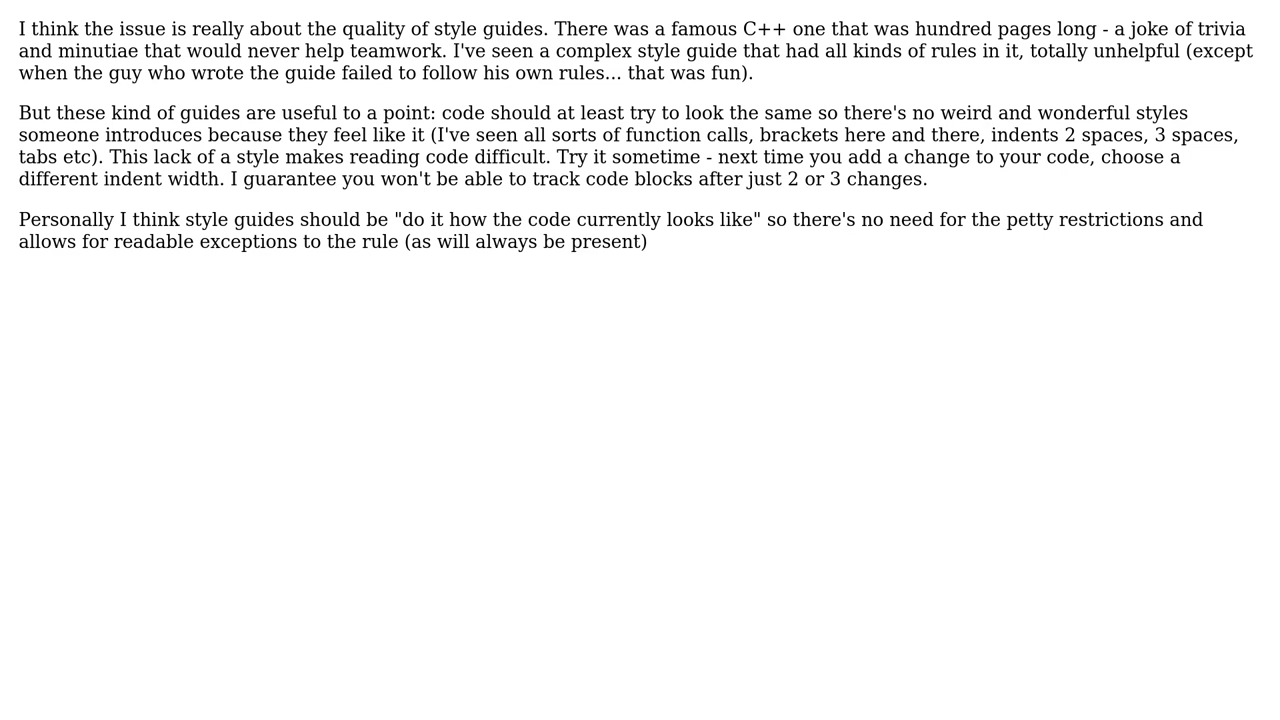 I think the issue is really about the quality of style guides. There was a famous C++ one that was hundred pages long - a joke of trivia
and minutiae that would never help teamwork. I've seen a complex style guide that had all kinds of rules in it, totally unhelpful (except
when the guy who wrote the guide failed to follow his own rules... that was fun).
But these kind of guides are useful to a point: code should at least try to look the same so there's no weird and wonderful styles
someone introduces because they feel like it (I've seen all sorts of function calls, brackets here and there, indents 2 spaces, 3 spaces,
tabs etc). This lack of a style makes reading code difficult. Try it sometime - next time you add a change to your code, choose a
different indent width. I guarantee you won't be able to track code blocks after just 2 or 3 changes.
Personally I think style guides should be "do it how the code currently looks like" so there's no need for the petty restrictions and
allows for readable exceptions to the rule (as will always be present)